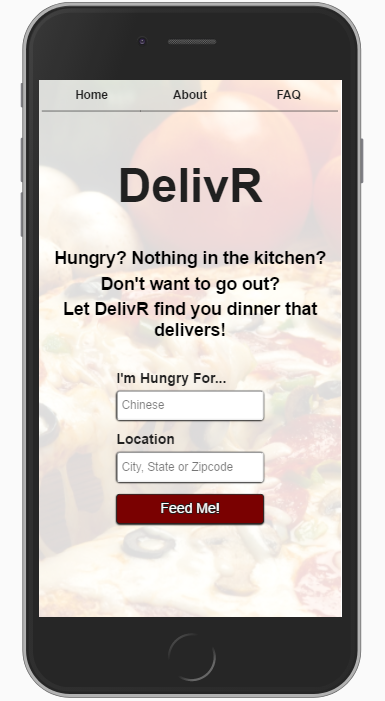 Home About FAQ
DelivR
Hungry? Nothing in the kitchen?
Don't want to go out?
Let DelivR find you dinner that
delivers!
I'm Hungry For...
Chinese
Location
City, State or Zipcode
Feed Me!